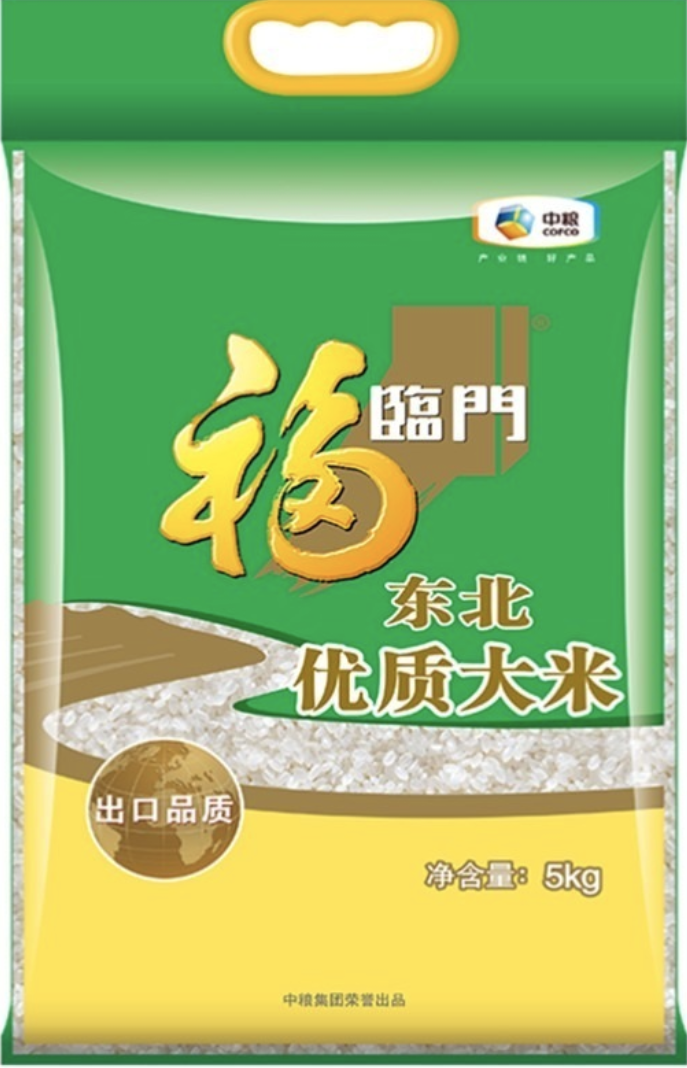 中粮
COFCO
产业链 好产品
福臨門
®
东北
优质大米
出口品质
净含量：5kg
中粮集团荣誉出品